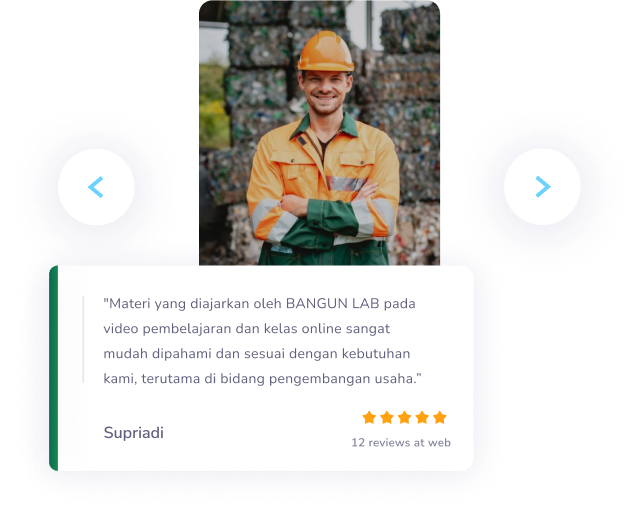 "Materi yang diajarkan oleh BANGUN LAB pada
video pembelajaran dan kelas online sangat
mudah dipahami dan sesuai dengan kebutuhan
kami, terutama di bidang pengembangan usaha.”
Supriadi
12 reviews at web